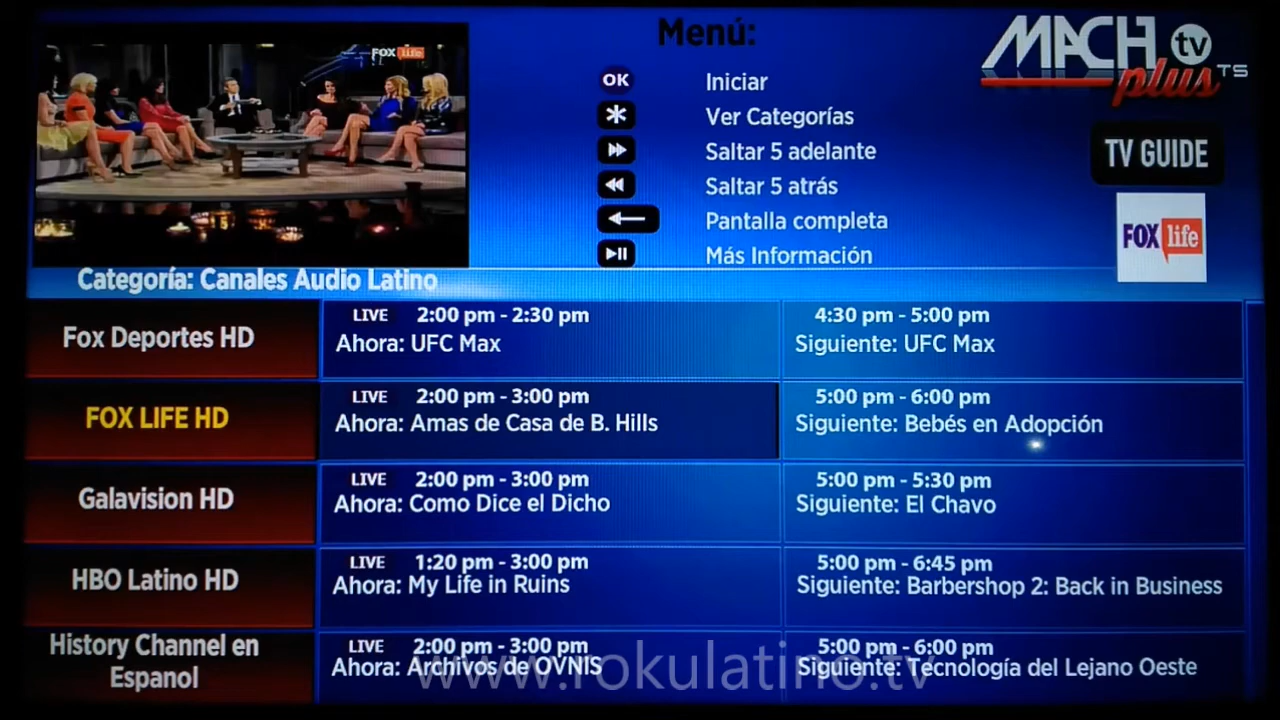 FOX life
Menú:
OK Iniciar
Ver Categorías
Saltar 5 adelante
Saltar 5 atrás
Pantalla completa
Más Información
MACH tv
plus TS
TV GUIDE
FOX life
Categoría: Canales Audio Latino
Fox Deportes HD
LIVE 2:00 pm - 2:30 pm
Ahora: UFC Max
4:30 pm - 5:00 pm
Siguiente: UFC Max
FOX LIFE HD
LIVE 2:00 pm - 3:00 pm
Ahora: Amas de Casa de B. Hills
5:00 pm - 6:00 pm
Siguiente: Bebés en Adopción
Galavision HD
LIVE 2:00 pm - 3:00 pm
Ahora: Como Dice el Dicho
5:00 pm - 5:30 pm
Siguiente: El Chavo
HBO Latino HD
LIVE 1:20 pm - 3:00 pm
Ahora: My Life in Ruins
5:00 pm - 6:45 pm
Siguiente: Barbershop 2: Back in Business
History Channel en
Espanol
LIVE 2:00 pm - 3:00 pm
Ahora: Archivos de OVNIS
5:00 pm - 6:00 pm
Siguiente: Tecnología del Lejano Oeste
www.rokulatino.tv